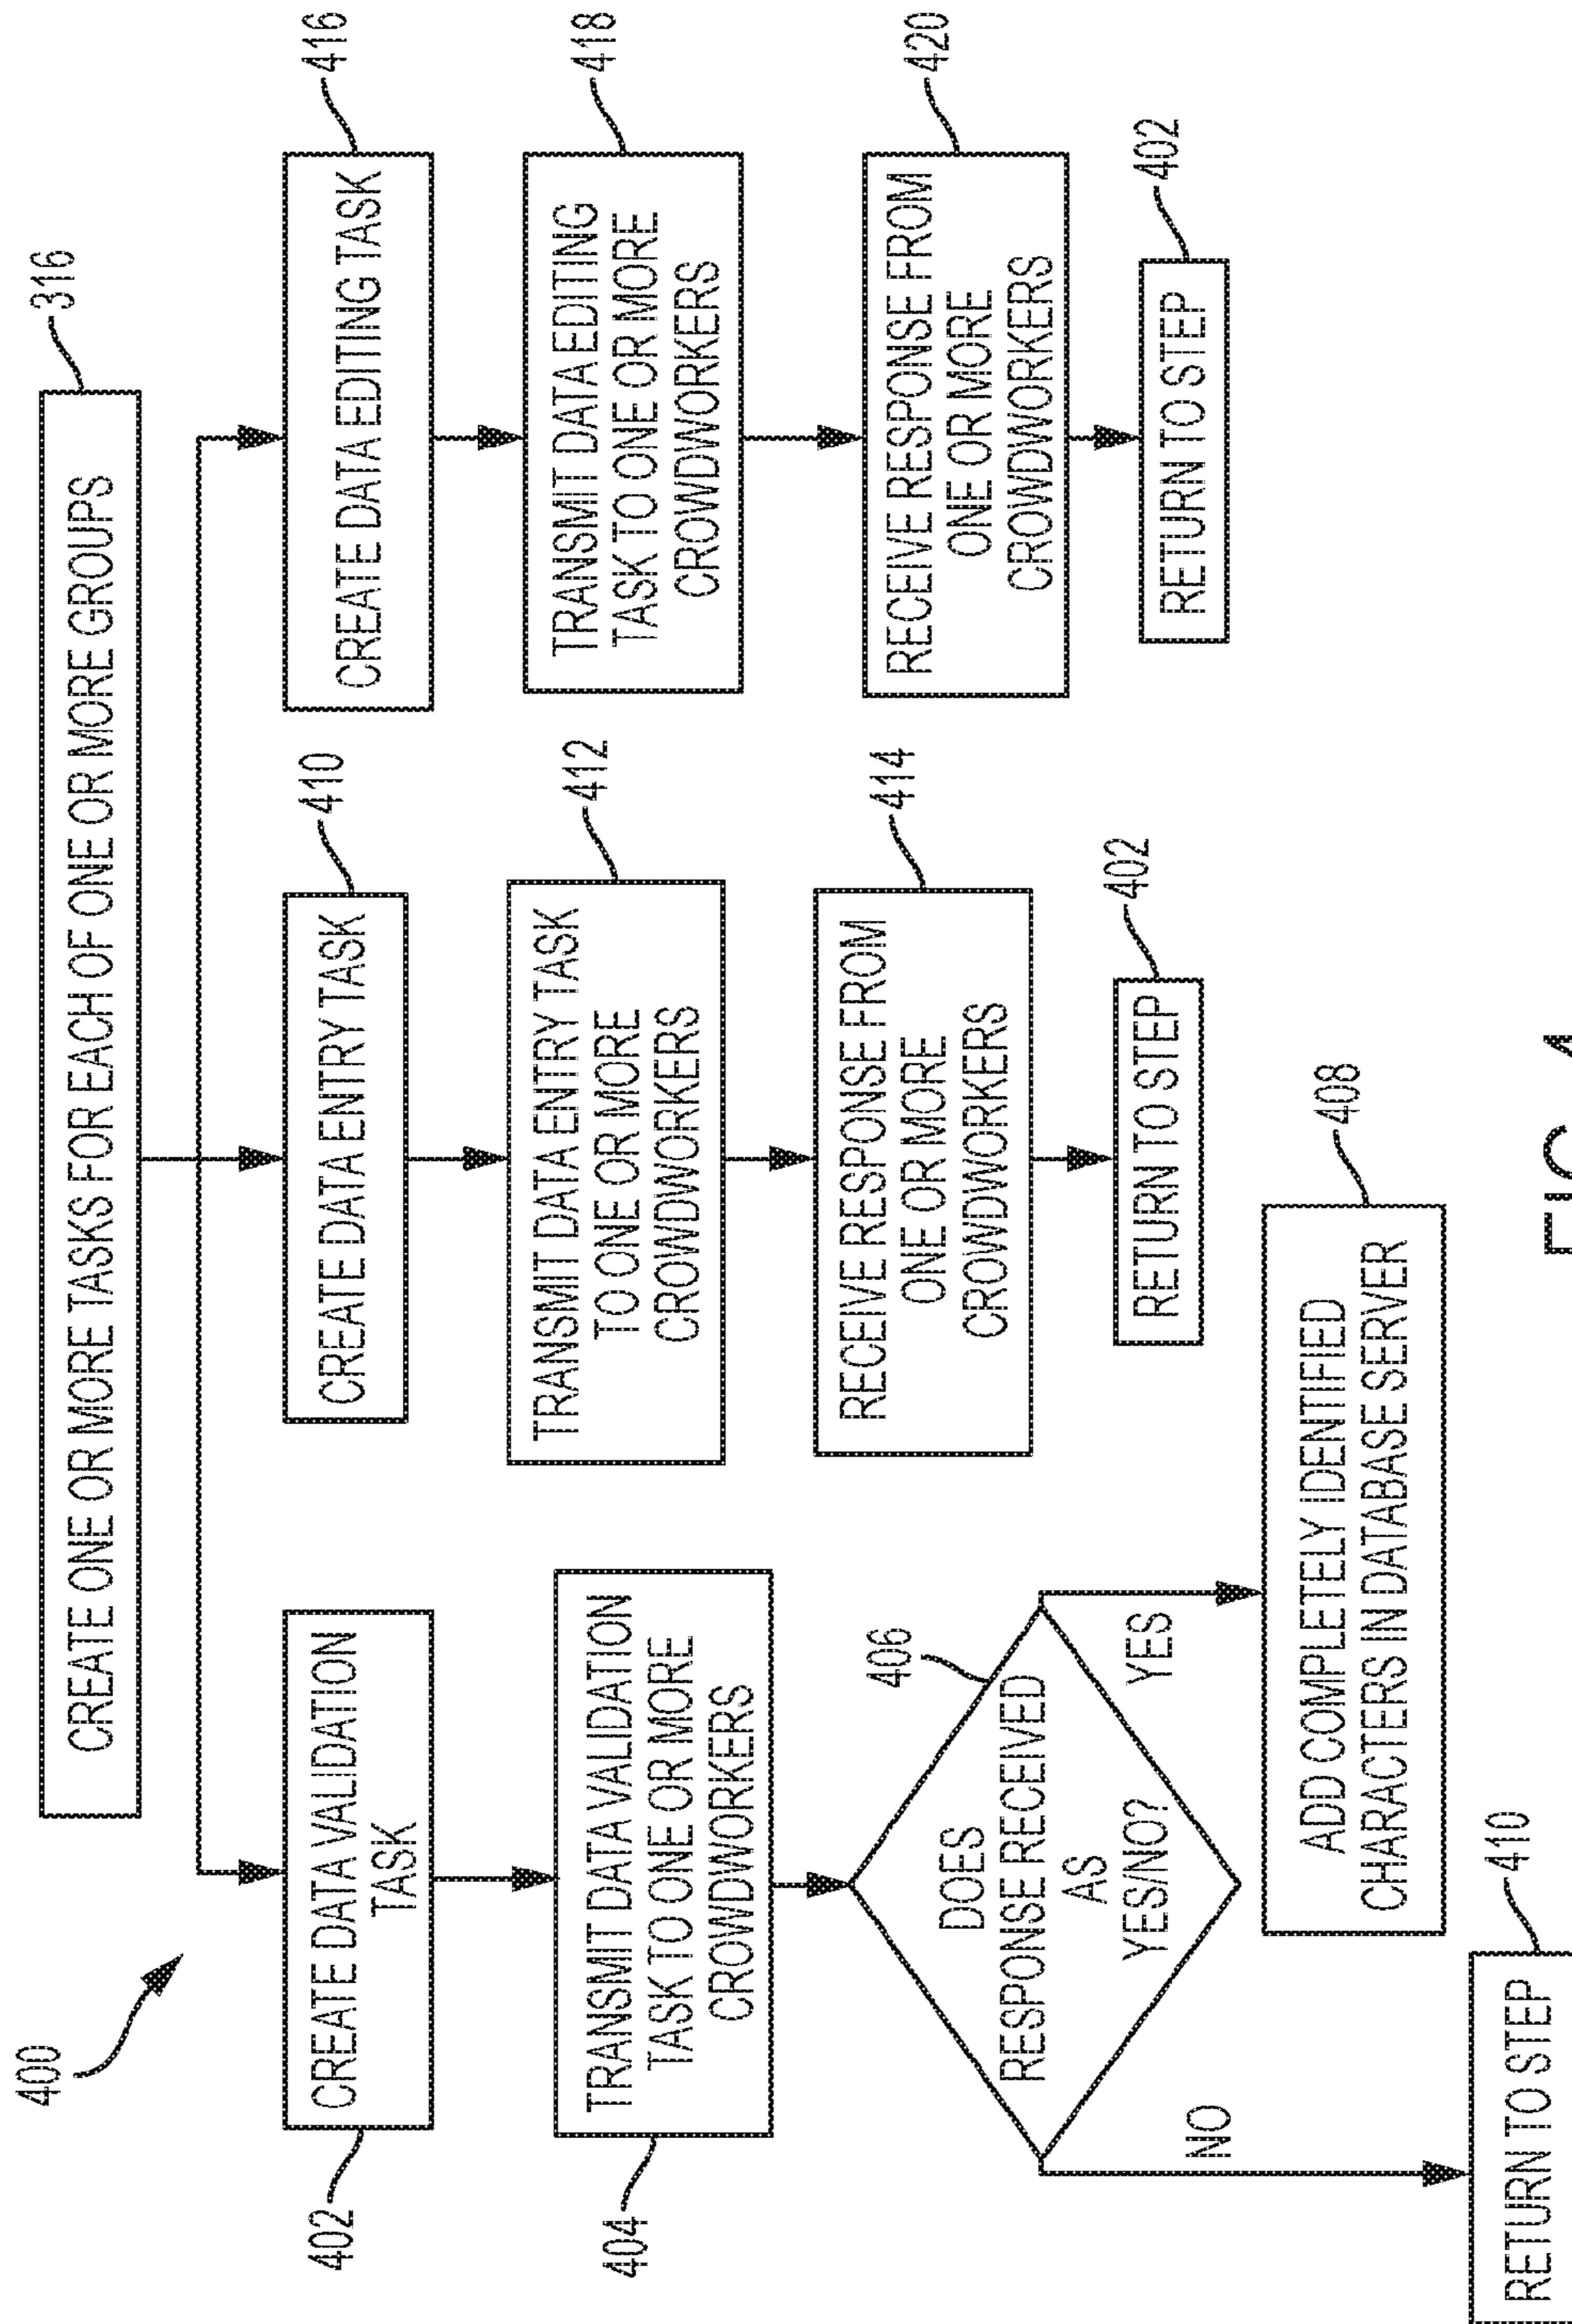 400
CREATE ONE OR MORE TASKS FOR EACH OF ONE OR MORE GROUPS
316
402
CREATE DATA VALIDATION
TASK
404
TRANSMIT DATA VALIDATION
TASK TO ONE OR MORE
CROWDWORKERS
406
DOES
RESPONSE RECEIVED
AS
YES/NO?
NO
YES
RETURN TO STEP
410
ADD COMPLETELY IDENTIFIED
CHARACTERS IN DATABASE SERVER
408
CREATE DATA ENTRY TASK
410
TRANSMIT DATA ENTRY TASK
TO ONE OR MORE
CROWDWORKERS
412
RECEIVE RESPONSE FROM
ONE OR MORE
CROWDWORKERS
414
RETURN TO STEP
402
CREATE DATA EDITING TASK
416
TRANSMIT DATA EDITING
TASK TO ONE OR MORE
CROWDWORKERS
418
RECEIVE RESPONSE FROM
ONE OR MORE
CROWDWORKERS
420
RETURN TO STEP
402